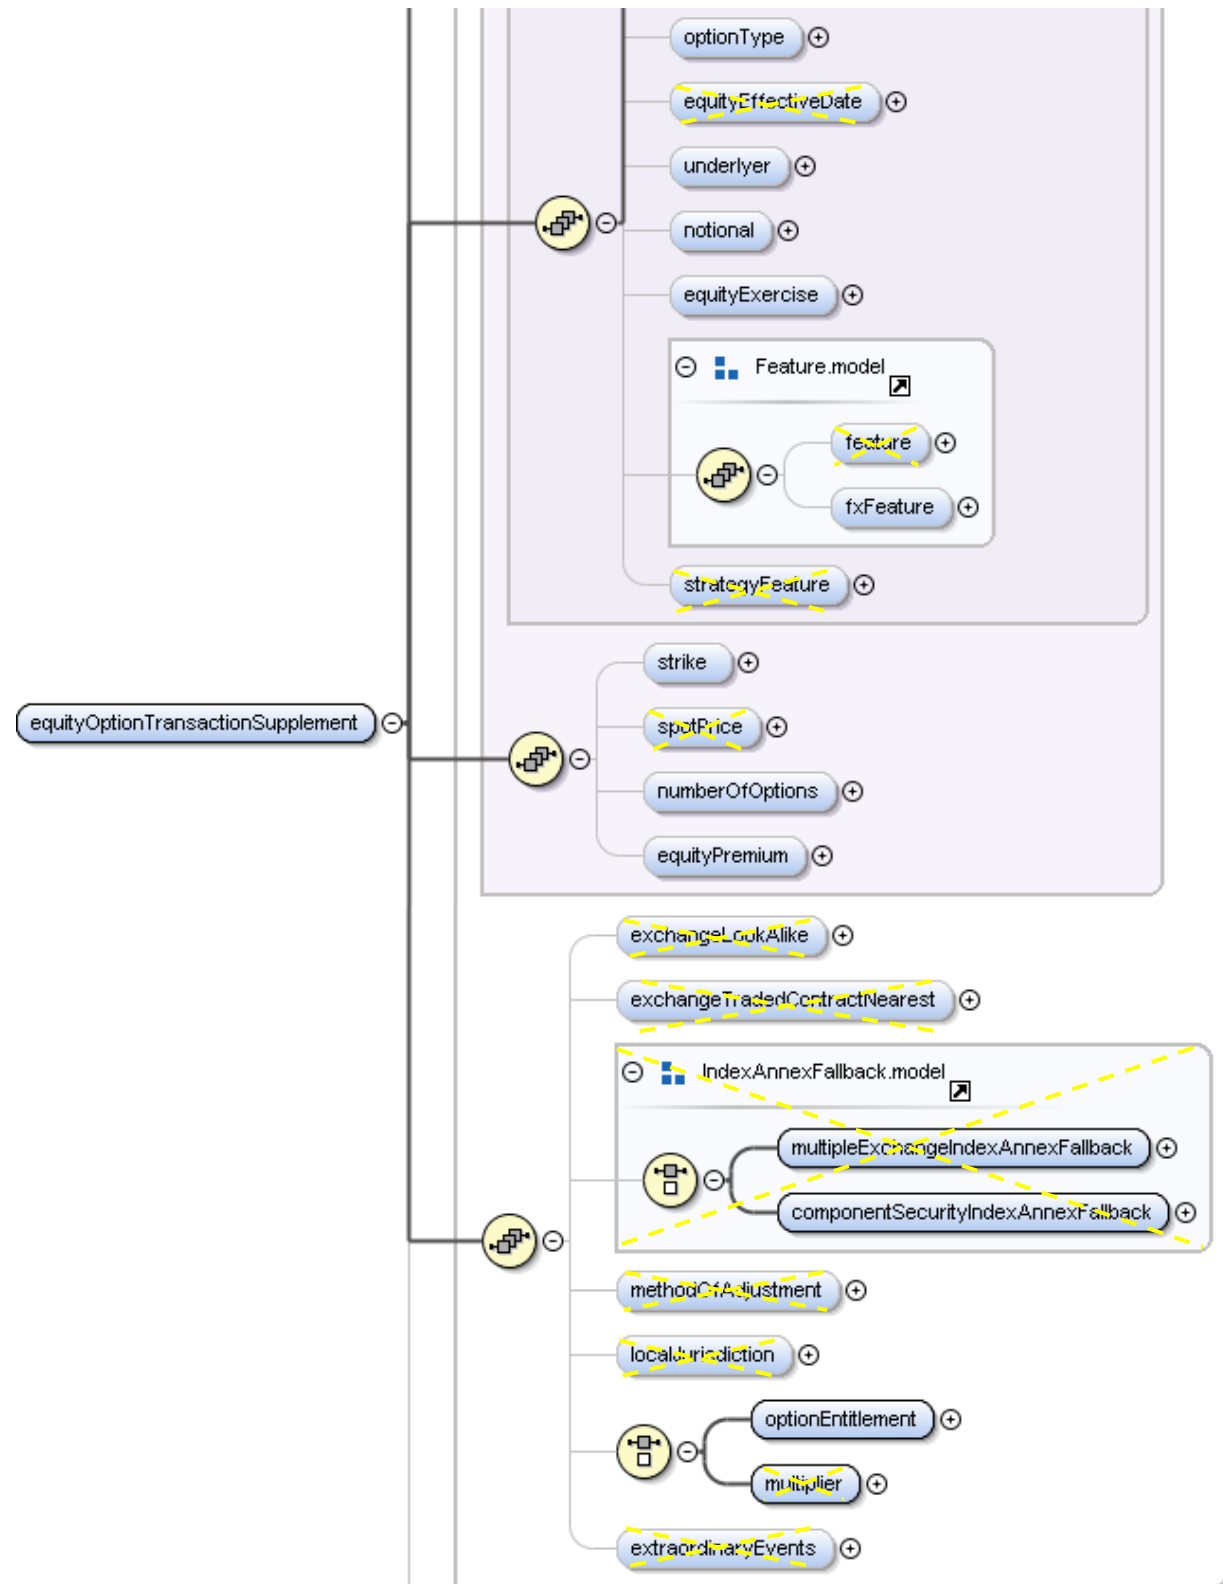 optionType
equityEffectiveDate
underlyer
notional
equityExercise
Feature.model
feature
fxFeature
strategyFeature
strike
equityOptionTransactionSupplement
spotPrice
numberOfOptions
equityPremium
exchangeLookAlike
exchangeTradedContractNearest
IndexAnnexFallback.model
multipleExchangeIndexAnnexFallback
componentSecurityIndexAnnexFallback
methodOfAdjustment
localJurisdiction
optionEntitlement
multiplier
extraordinaryEvents